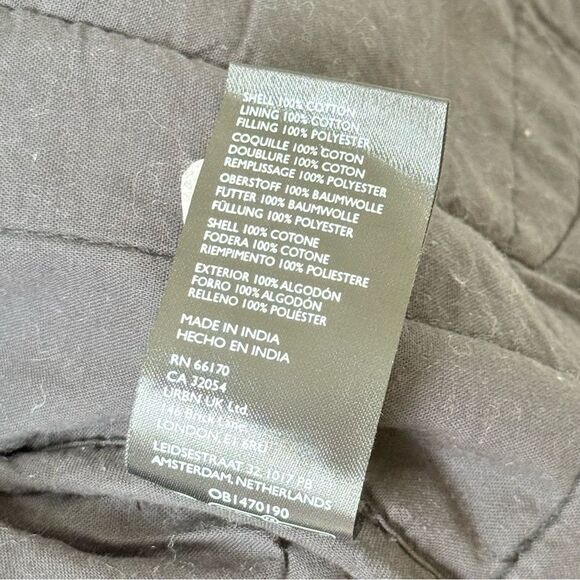 SHELL 100% COTTON
LINING 100% COTTON
FILLING 100% POLYESTER
COQUILLE 100% GOTON
DOUBLURE 100% COTON
REMPLISSAGE 100% POLYESTER
OBERSTOFF 100% BAUMWOLLE
FUTTER 100% BAUMWOLLE
FÜLLUNG 100% POLYESTER
SHELL 100% COTONE
FODERA 100% COTONE
RIEMPIMENTO 100% POLIESTERE
EXTERIOR 100% ALGODÓN
FORRO 100% ALGODÓN
RELLENO 100% POLIÉSTER
MADE IN INDIA
HECHO EN INDIA
RN 66170
CA 32054
URBN UK Ltd.
LONDON
LEIDSESTRAAT 32, 1017 PB
AMSTERDAM, NETHERLANDS
OB1470190